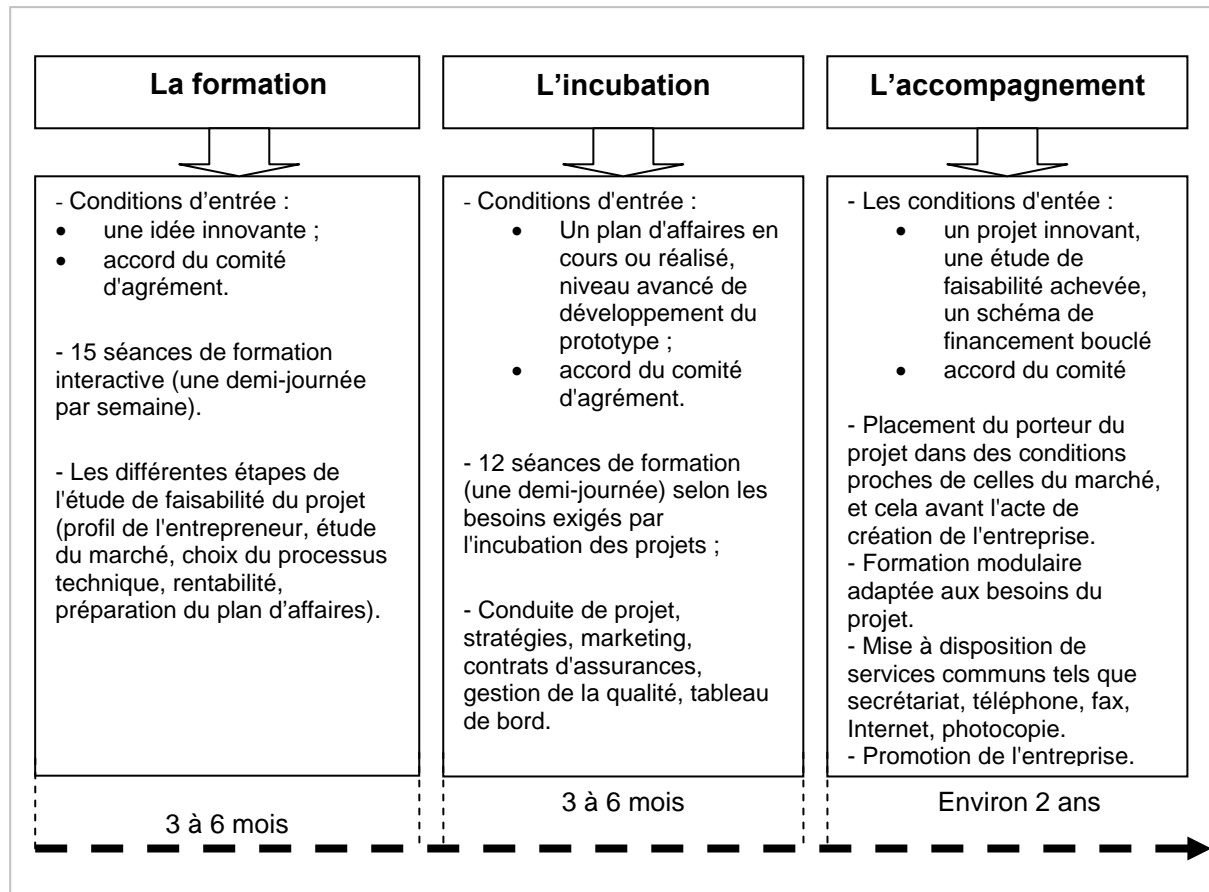 La formation
- Conditions d'entrée :
• une idée innovante ;
• accord du comité
d'agrément.
- 15 séances de formation
interactive (une demi-journée
par semaine).
- Les différentes étapes de
l'étude de faisabilité du projet
(profil de l'entrepreneur, étude
du marché, choix du processus
technique, rentabilité,
préparation du plan d'affaires).
3 à 6 mois
L'incubation
- Conditions d'entrée :
• Un plan d'affaires en
cours ou réalisé,
niveau avancé de
développement du
prototype ;
• accord du comité
d'agrément.
- 12 séances de formation
(une demi-journée) selon les
besoins exigés par
l'incubation des projets ;
- Conduite de projet,
stratégies, marketing,
contrats d'assurances,
gestion de la qualité, tableau
de bord.
3 à 6 mois
L'accompagnement
- Les conditions d'entée :
• un projet innovant,
une étude de
faisabilité achevée,
un schéma de
financement bouclé
• accord du comité
- Placement du porteur du
projet dans des conditions
proches de celles du marché,
et cela avant l'acte de
création de l'entreprise.
- Formation modulaire
adaptée aux besoins du
projet.
- Mise à disposition de
services communs tels que
secrétariat, téléphone, fax,
Internet, photocopie.
- Promotion de l'entreprise.
Environ 2 ans